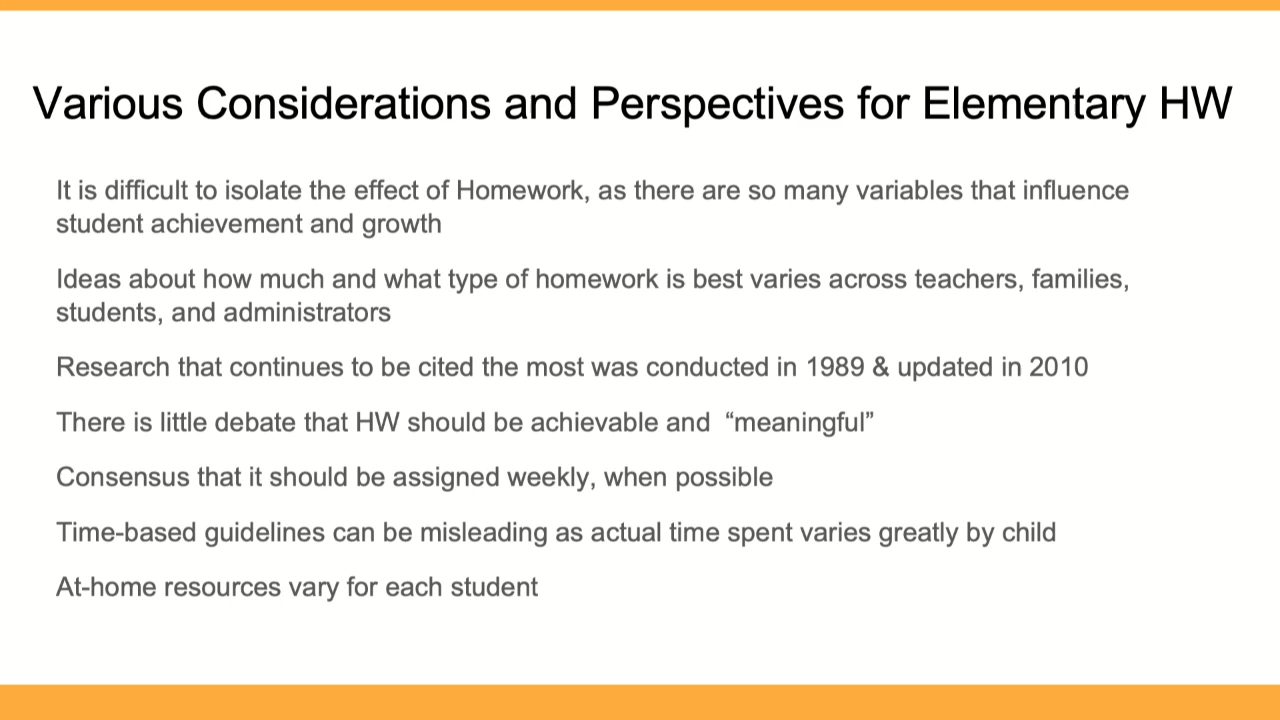 Various Considerations and Perspectives for Elementary HW
It is difficult to isolate the effect of Homework, as there are so many variables that influence
student achievement and growth
Ideas about how much and what type of homework is best varies across teachers, families,
students, and administrators
Research that continues to be cited the most was conducted in 1989 & updated in 2010
There is little debate that HW should be achievable and  “meaningful”
Consensus that it should be assigned weekly, when possible
Time-based guidelines can be misleading as actual time spent varies greatly by child
At-home resources vary for each student